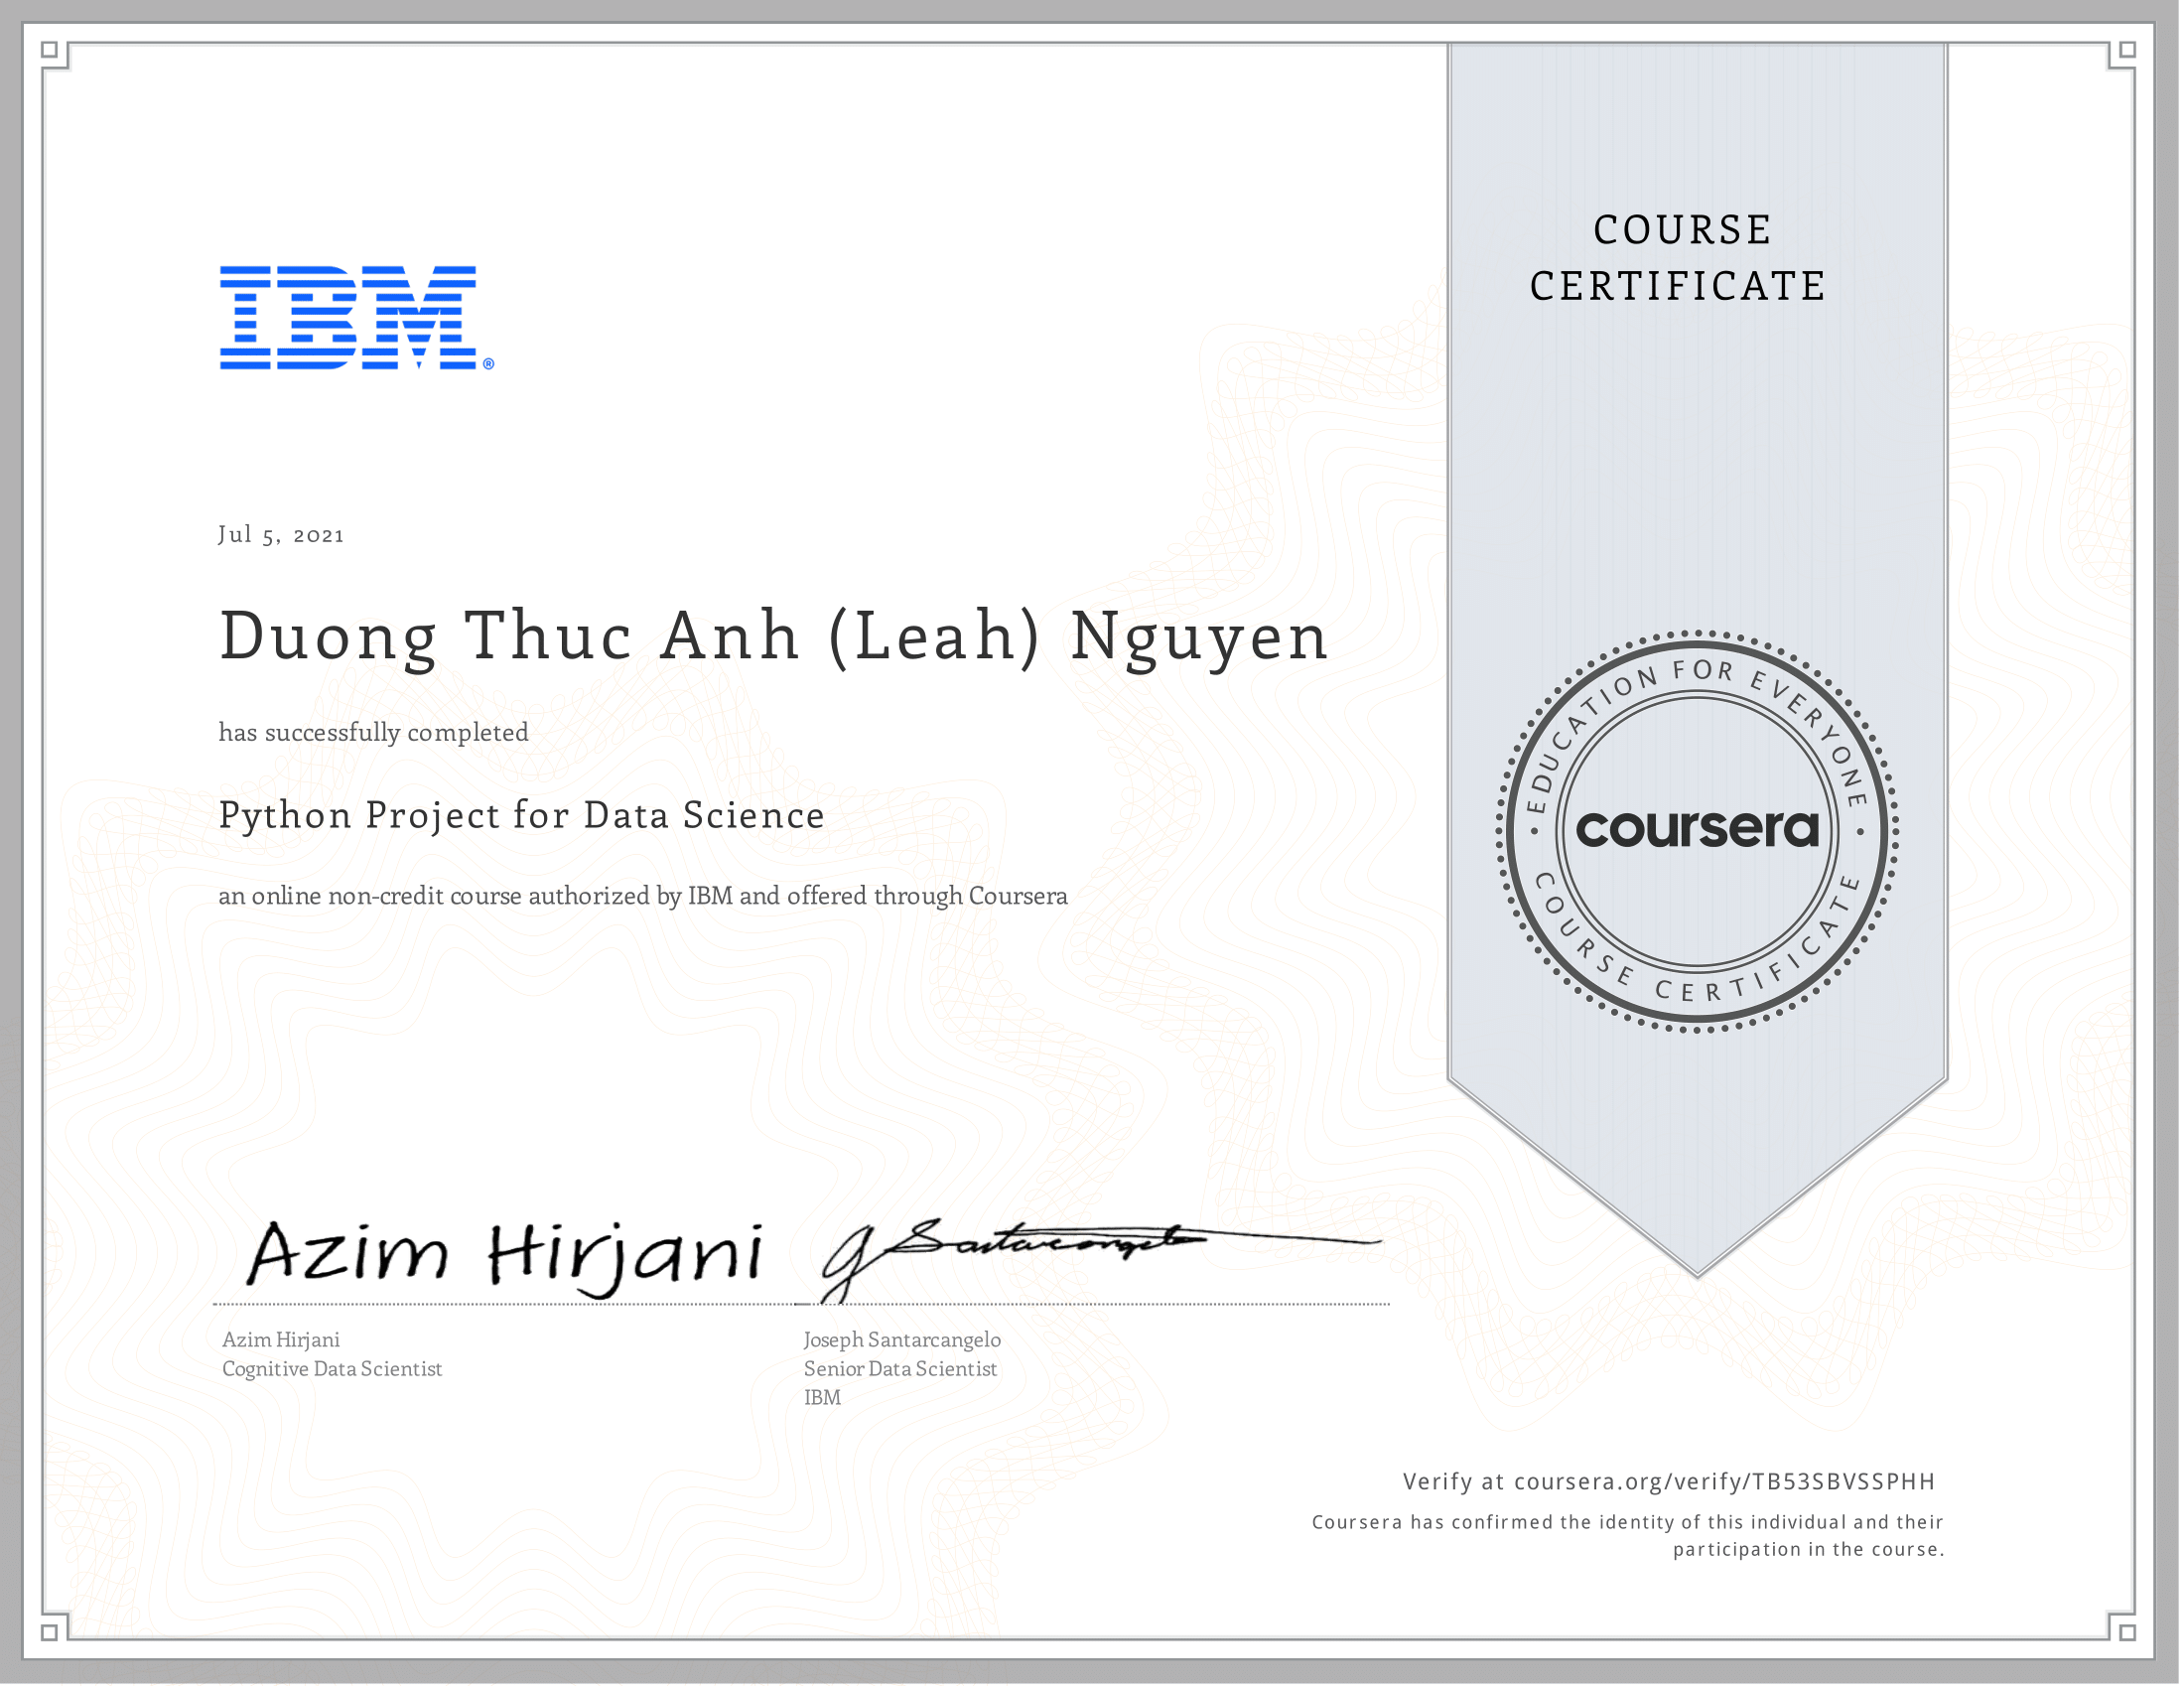 COURSE
CERTIFICATE
IBM®
Jul 5, 2021
Duong Thuc Anh (Leah) Nguyen
has successfully completed
Python Project for Data Science
an online non-credit course authorized by IBM and offered through Coursera
EDUCATION FOR EVERYONE
coursera
COURSE CERTIFICATE
Azim Hirjani
J Santarcangelo
Azim Hirjani
Cognitive Data Scientist
Joseph Santarcangelo
Senior Data Scientist
IBM
Verify at coursera.org/verify/TB53SBVSSPHH
Coursera has confirmed the identity of this individual and their
participation in the course.